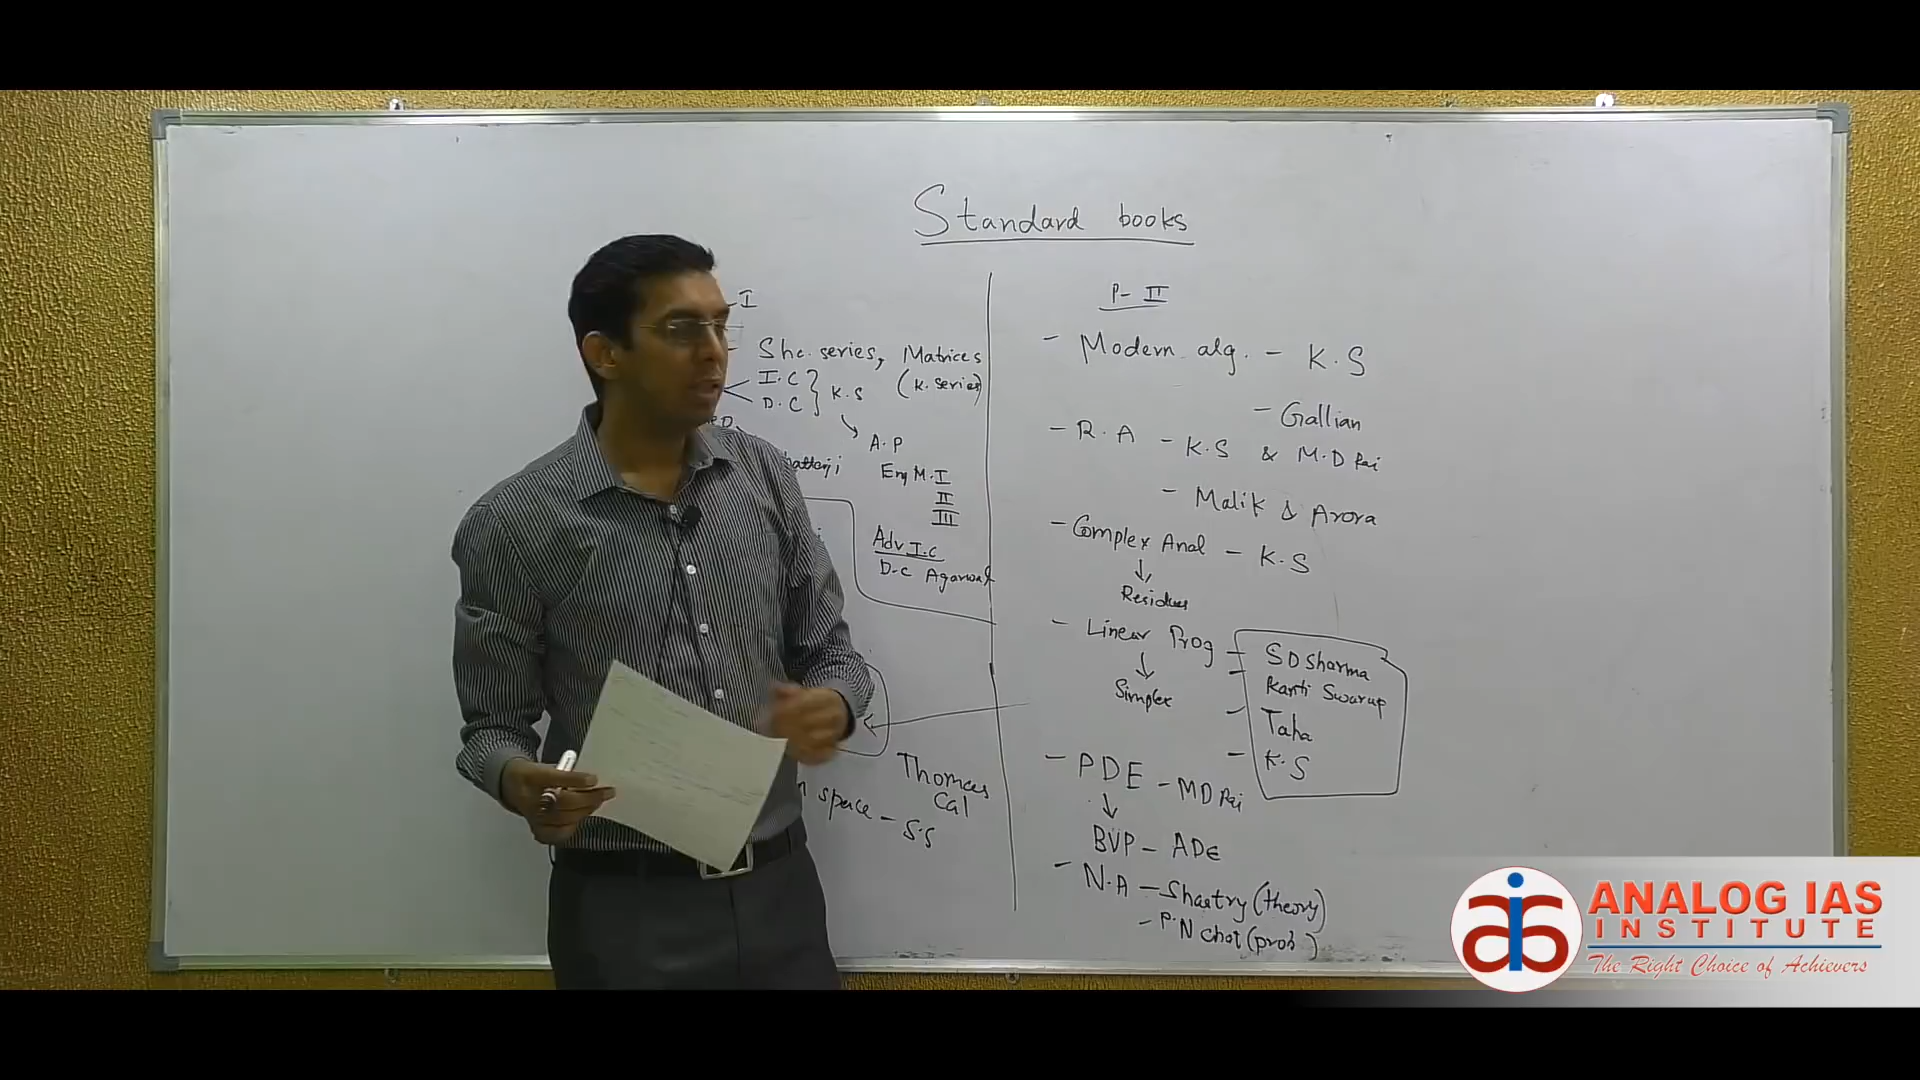 Standard books
I
Sha. series, Matrices
I.C
D.C
K.S
(K. series)
A.P
Eng M.I
II
III
Adv I.C
D.C Agarwal
Thomas
Cal
space - S.S
P- II
- Modern alg. - K.S
- Gallian
- R.A - K.S & M.D Rai
- Malik & Arora
- Complex Anal - K.S
Residues
- Linear Prog
Simplex
- SD Sharma
- Kanti Swarup
- Taha
- K.S
- PDE - MD Rai
BVP - ADE
- N.A - Shastry (theory)
- P.N Chat (prob)
ANALOG IAS
INSTITUTE
The Right Choice of Achievers